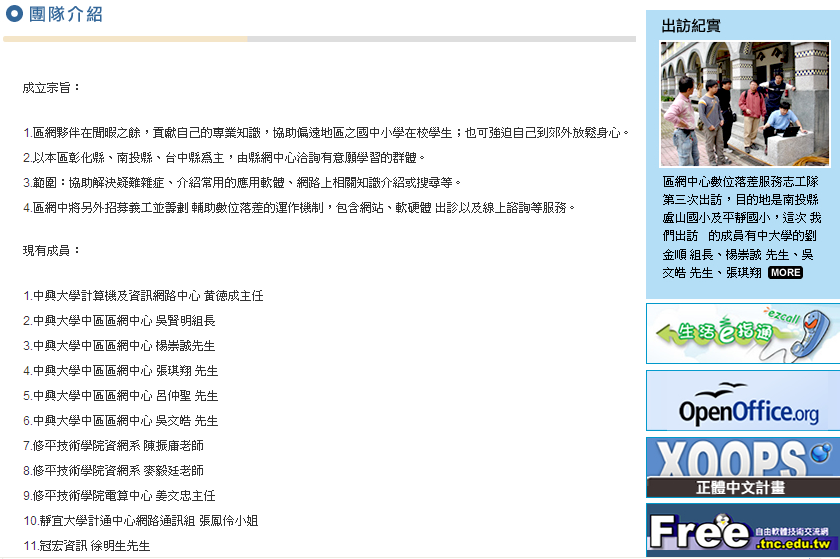 團隊介紹
成立宗旨：
1.區網夥伴在閒暇之餘，貢獻自己的專業知識，協助偏遠地區之國中小學在校學生；也可強迫自己到郊外放鬆身心。
2.以本區彰化縣、南投縣、台中縣為主，由縣網中心洽詢有意願學習的群體。
3.範圍：協助解決疑難雜症、介紹常用的應用軟體、網路上相關知識介紹或搜尋等。
4.區網中將另外招募義工並籌劃 輔助數位落差的運作機制，包含網站、軟硬體 出診以及線上諮詢等服務。
現有成員：
1.中興大學計算機及資訊網路中心 黃德成主任
2.中興大學中區區網中心 吳賢明組長
3.中興大學中區區網中心 楊崇誠先生
4.中興大學中區區網中心 張琪翔 先生
5.中興大學中區區網中心 呂仲聖 先生
6.中興大學中區區網中心 吳文皓 先生
7.修平技術學院資網系 陳振庸老師
8.修平技術學院資網系 麥毅廷老師
9.修平技術學院電算中心 姜文忠主任
10.靜宜大學計通中心網路通訊組 張鳳伶小姐
11.冠宏資訊 徐明生先生
出訪紀實
區網中心數位落差服務志工隊
第三次出訪，目的地是南投縣
盧山國小及平靜國小，這次 我
們出訪 的成員有中大學的劉
金順 組長、楊崇誠 先生、吳
文皓 先生、張琪翔 MORE
ezcall
生活e指通
OpenOffice.org
XOOPS
正體中文計畫
Free 自由軟體技術交流網
.tnc.edu.tw